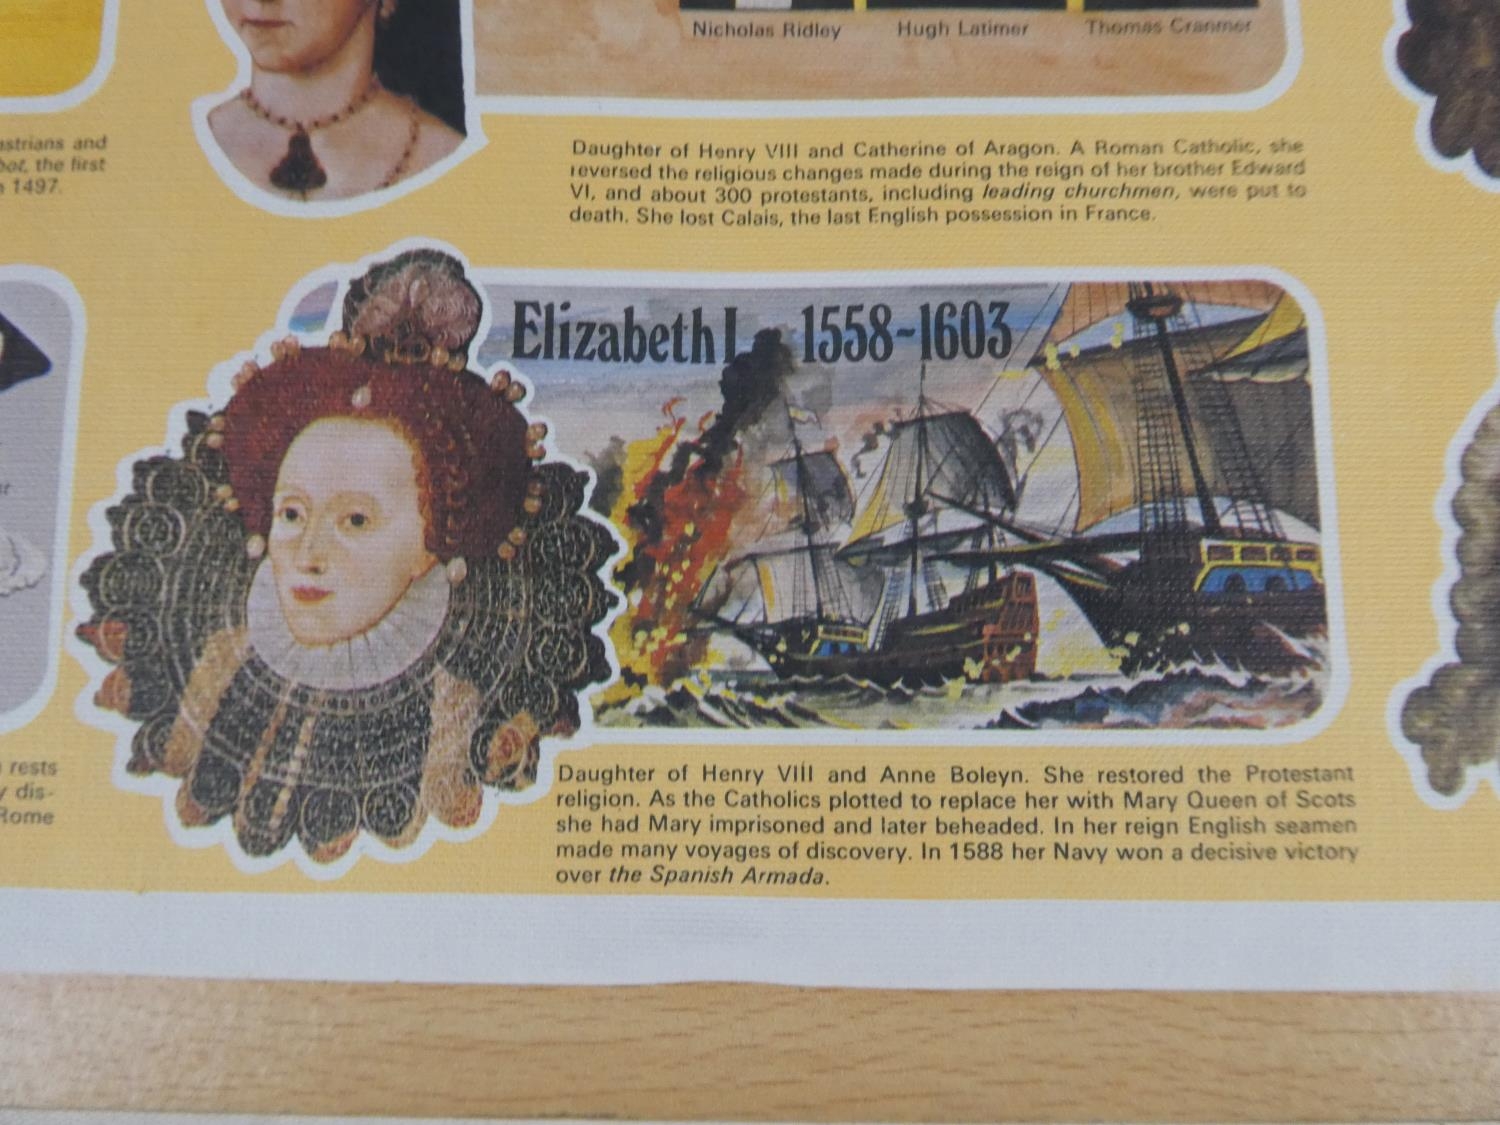 Nicholas Ridley Hugh Latimer Thomas Cranmer
Daughter of Henry VIII and Catherine of Aragon. A Roman Catholic, she
reversed the religious changes made during the reign of her brother Edward
VI, and about 300 protestants, including leading churchmen, were put to
death. She lost Calais, the last English possession in France.
and
the first
1497.
Elizabeth I 1558-1603
rests
dis-
Rome
Daughter of Henry VIII and Anne Boleyn. She restored the Protestant
religion. As the Catholics plotted to replace her with Mary Queen of Scots
she had Mary imprisoned and later beheaded. In her reign English seamen
made many voyages of discovery. In 1588 her Navy won a decisive victory
over the Spanish Armada.